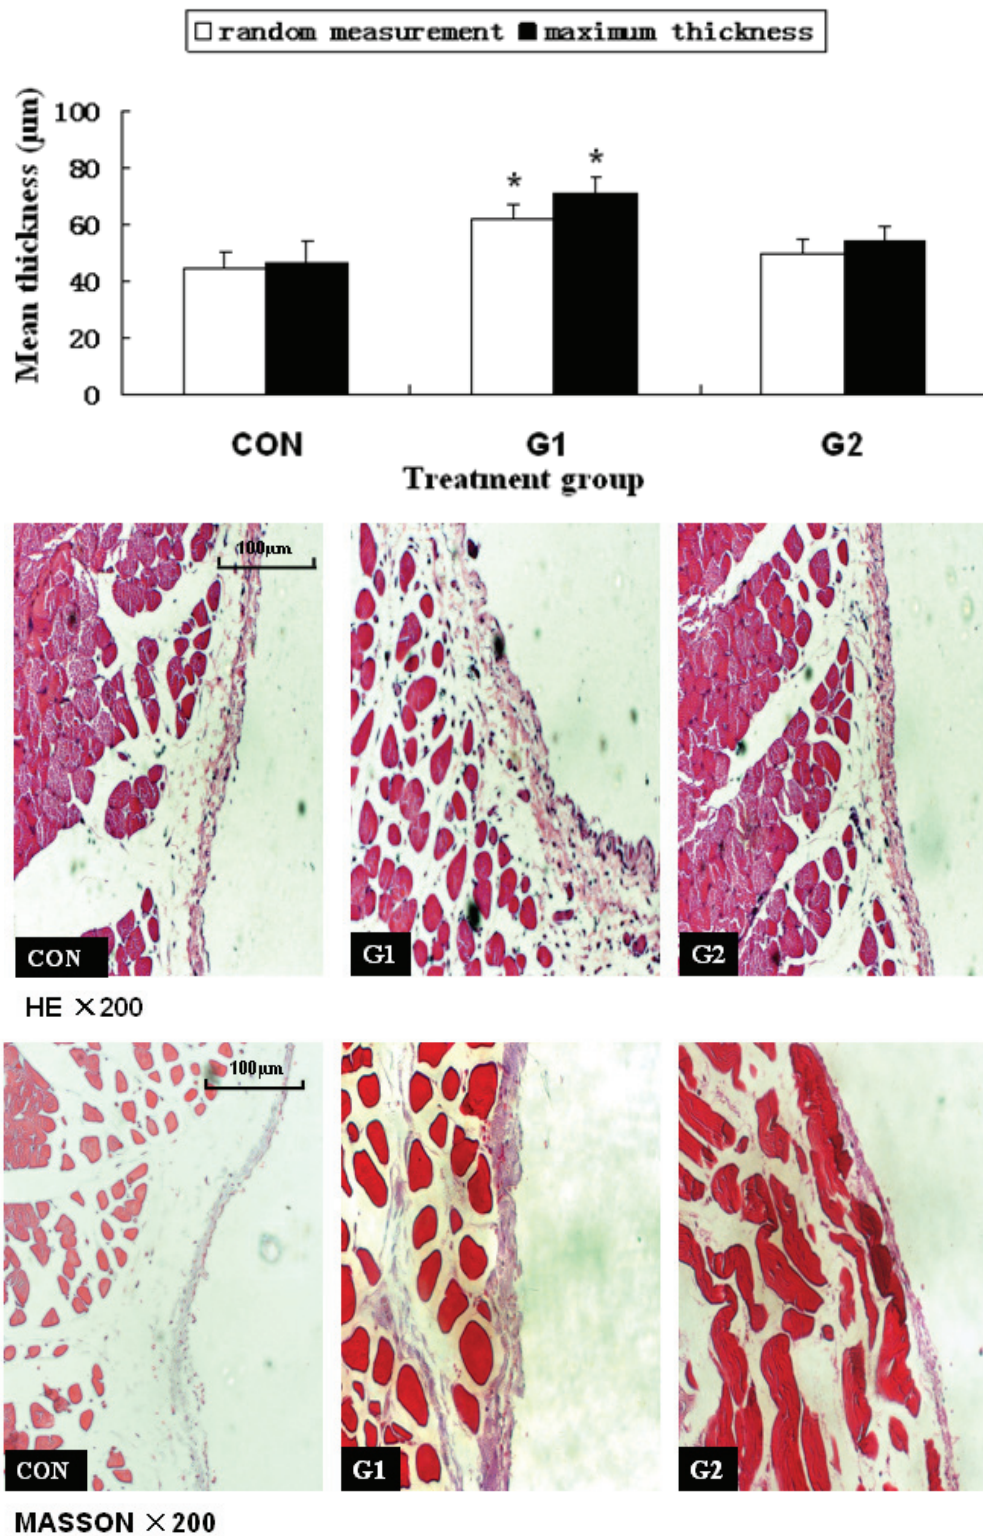 random measurement maximum thickness
Mean thickness (μm)
100
80
60
40
20
0
*
*
CON G1 G2
Treatment group
100μm
CON G1 G2
HE ×200
100μm
CON G1 G2
MASSON ×200